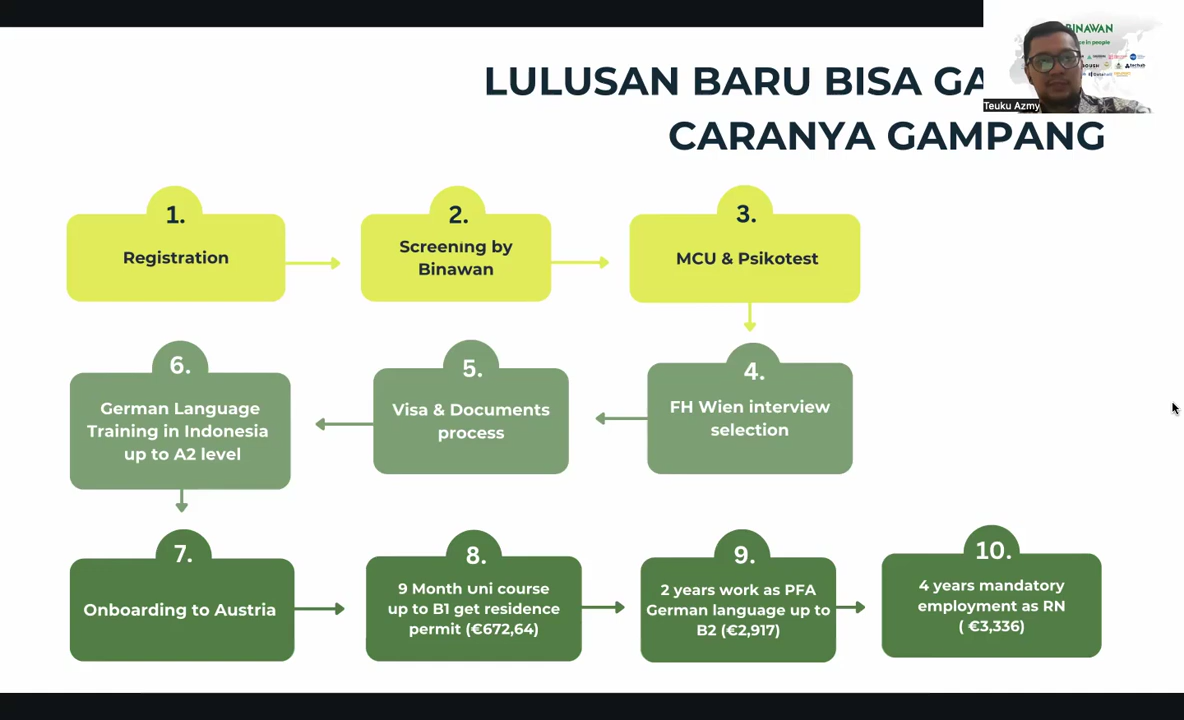 LULUSAN BARU BISA GA
CARANYA GAMPANG
BINAWAN
Teuku Azmy
1.
Registration
2.
Screening by
Binawan
3.
MCU & Psikotest
4.
FH Wien interview
selection
5.
Visa & Documents
process
6.
German Language
Training in Indonesia
up to A2 level
7.
Onboarding to Austria
8.
9 Month uni course
up to B1 get residence
permit (€672,64)
9.
2 years work as PFA
German language up to
B2 (€2,917)
10.
4 years mandatory
employment as RN
( €3,336)